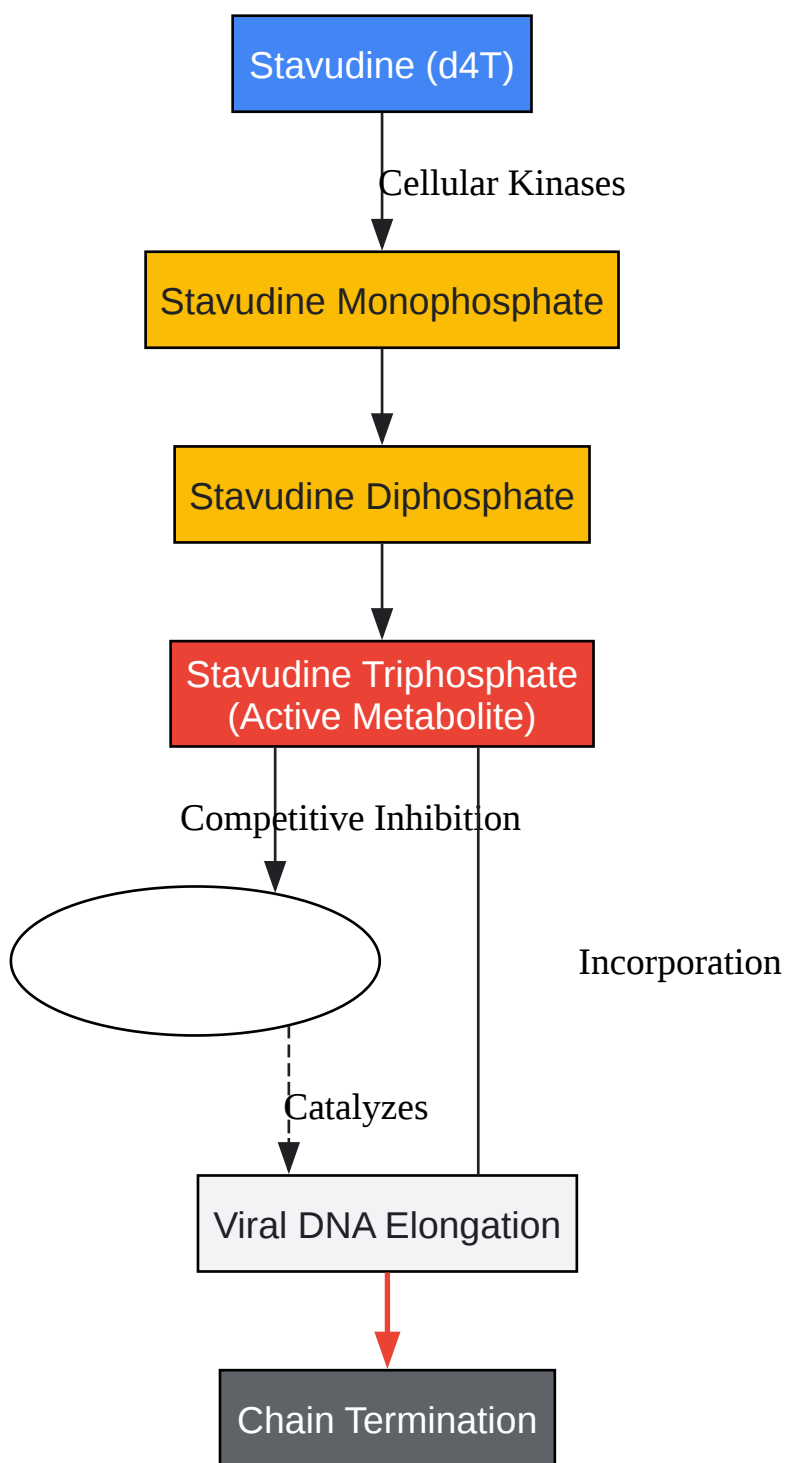 Stavudine (d4T)
Cellular Kinases
Stavudine Monophosphate
Stavudine Diphosphate
Stavudine Triphosphate
(Active Metabolite)
Competitive Inhibition
Incorporation
Catalyzes
Viral DNA Elongation
Chain Termination